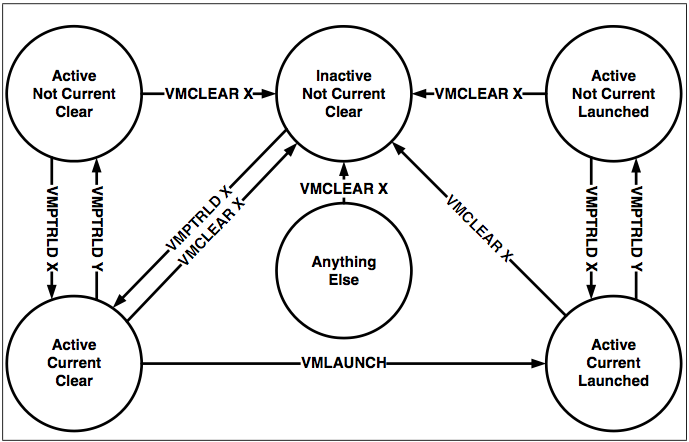 Active
Not Current
Clear
VMCLEAR X
Inactive
Not Current
Clear
VMCLEAR X
Active
Not Current
Launched
VMPTRLD X
VMPTRLD Y
VMPTRLD X
VMCLEAR X
VMCLEAR X
Anything
Else
VMCLEAR X
VMPTRLD X
VMPTRLD Y
Active
Current
Clear
VMLAUNCH
Active
Current
Launched